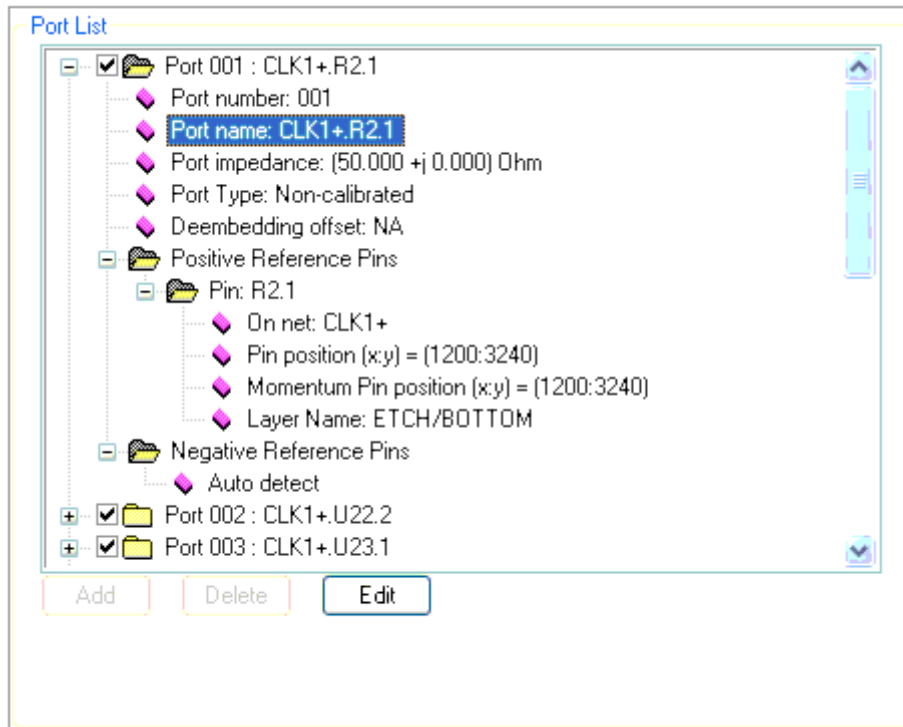 Port List
Port 001 : CLK1+.R2.1
Port number: 001
Port name: CLK1+.R2.1
Port impedance: (50.000 +j 0.000) Ohm
Port Type: Non-calibrated
Deembedding offset: NA
Positive Reference Pins
Pin: R2.1
On net: CLK1+
Pin position (x:y) = (1200:3240)
Momentum Pin position (x:y) = (1200:3240)
Layer Name: ETCH/BOTTOM
Negative Reference Pins
Auto detect
Port 002 : CLK1+.U22.2
Port 003 : CLK1+.U23.1
Add Delete Edit